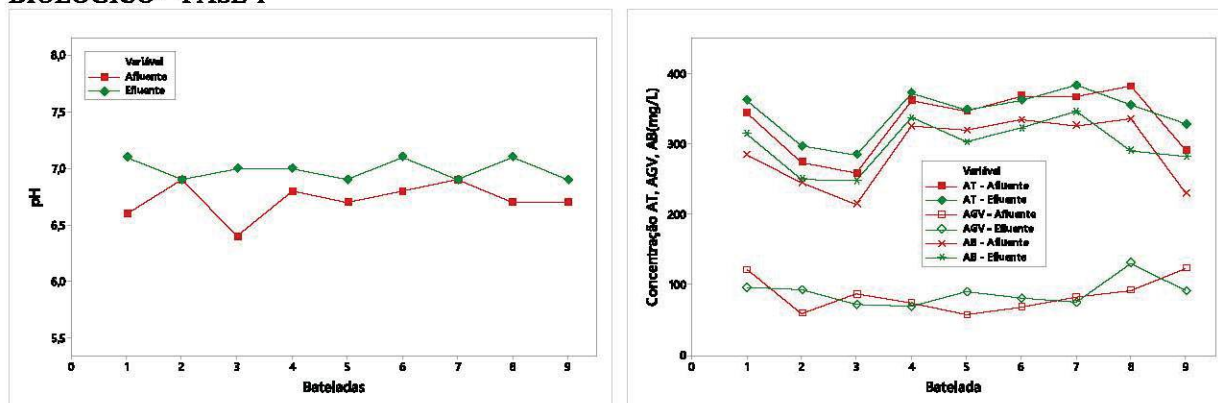 BIOLÓGICO - FASE I
pH
8,0
7,5
7,0
6,5
6,0
5,5
Variável
Afluente
Efluente
0 1 2 3 4 5 6 7 8 9
Bateladas
Concentração AT, AGV, AB(mg/L)
400
300
200
100
0
Variável
AT - Afluente
AT - Efluente
AGV - Afluente
AGV - Efluente
AB - Afluente
AB - Efluente
0 1 2 3 4 5 6 7 8 9
Batelada